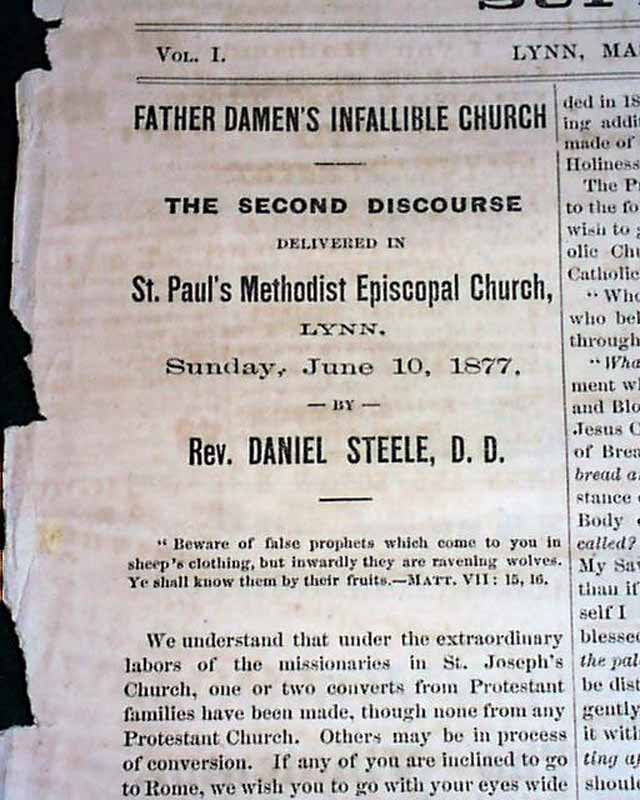 VOL. I.
LYNN, MA
FATHER DAMEN'S INFALLIBLE CHURCH
THE SECOND DISCOURSE
DELIVERED IN
St. Paul's Methodist Episcopal Church,
LYNN.
Sunday, June 10, 1877.
— BY —
Rev. DANIEL STEELE, D. D.
" Beware of false prophets which come to you in
sheep's clothing, but inwardly they are ravening wolves.
Ye shall know them by their fruits.—MATT. VII: 15, 16.
We understand that under the extraordinary
labors of the missionaries in St. Joseph's
Church, one or two converts from Protestant
families have been made, though none from any
Protestant Church. Others may be in process
of conversion. If any of you are inclined to go
to Rome, we wish you to go with your eyes wide
ded in 18
ing addi
made of
Holiness
The P
to the fo
wish to g
olic Chu
Catholic
" Who
who bel
through
" Wha
ment w
and Blo
Jesus C
of Brea
bread a
stance
Body
called?
My Sav
than if
self I
blessed
the pal
be dist
gently
it with
ting a
should